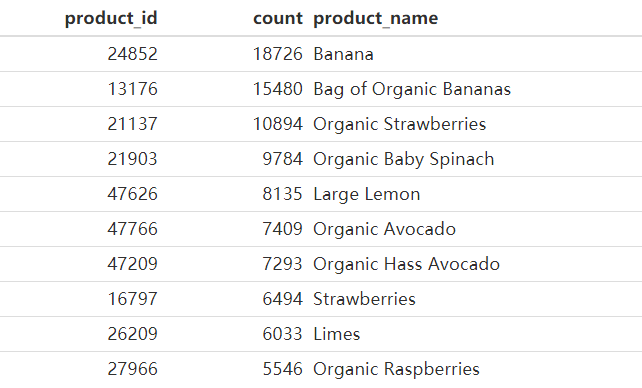 product_id count product_name
24852 18726 Banana
13176 15480 Bag of Organic Bananas
21137 10894 Organic Strawberries
21903 9784 Organic Baby Spinach
47626 8135 Large Lemon
47766 7409 Organic Avocado
47209 7293 Organic Hass Avocado
16797 6494 Strawberries
26209 6033 Limes
27966 5546 Organic Raspberries